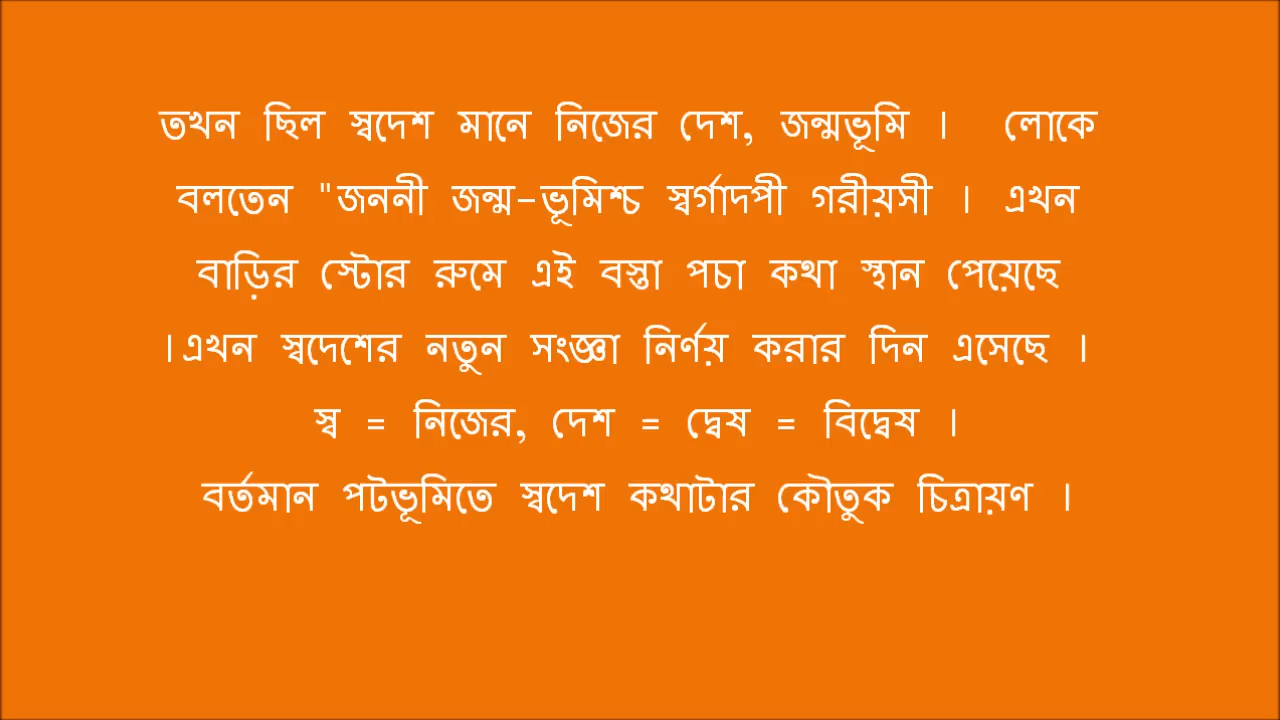 তখন ছিল স্বদেশ মানে নিজের দেশ, জন্মভূমি । লোকে
বলতেন "জননী জন্ম-ভূমিশ্চ স্বর্গাদপী গরীয়সী । এখন
বাড়ির স্টোর রুমে এই বস্তা পচা কথা স্থান পেয়েছে
।এখন স্বদেশের নতুন সংজ্ঞা নির্ণয় করার দিন এসেছে ।
স্ব = নিজের, দেশ = দ্বেষ = বিদ্বেষ ।
বর্তমান পটভূমিতে স্বদেশ কথাটার কৌতুক চিত্রায়ণ ।